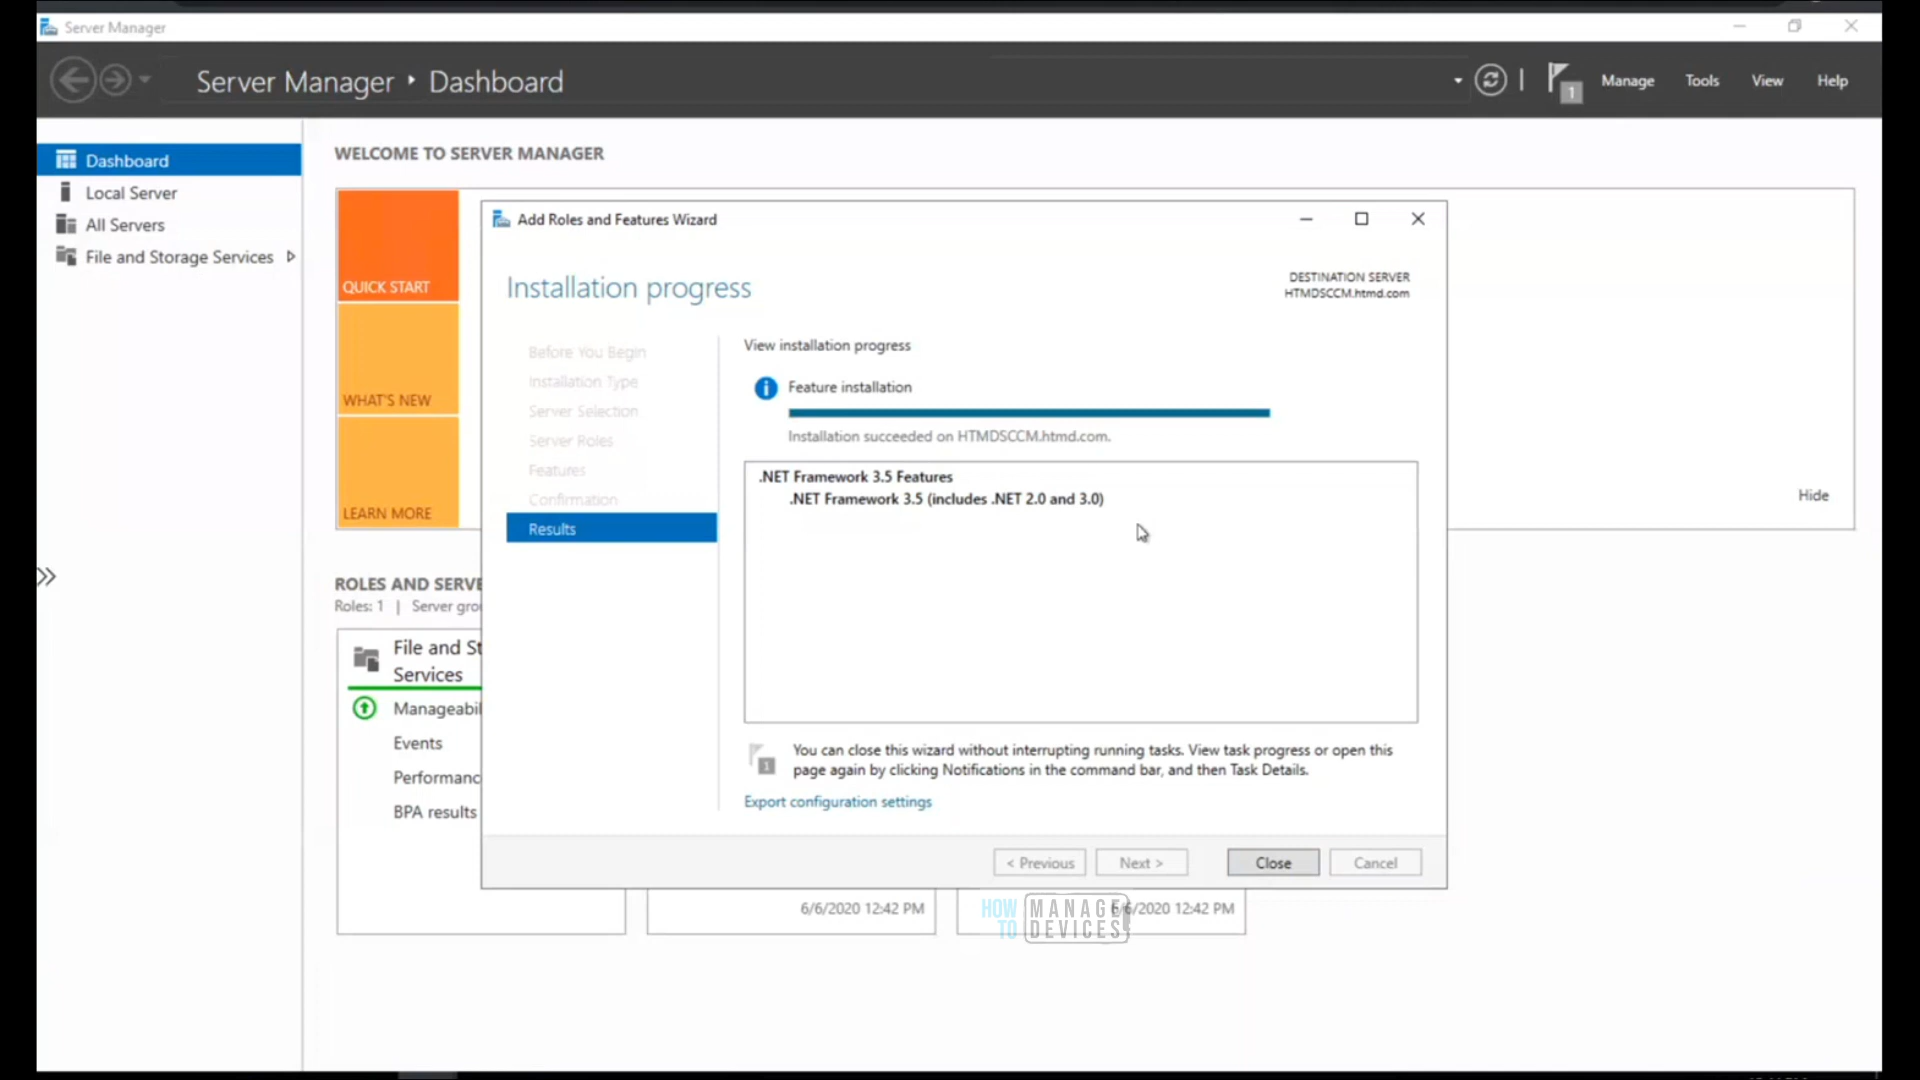 Server Manager
Server Manager ‣ Dashboard
1
Manage
Tools
View
Help
Dashboard
Local Server
All Servers
File and Storage Services
WELCOME TO SERVER MANAGER
QUICK START
WHAT'S NEW
LEARN MORE
Hide
ROLES AND SERVE
Roles: 1 | Server gro
File and St
Services
Manageabil
Events
Performanc
BPA results
Add Roles and Features Wizard
Installation progress
DESTINATION SERVER
HTMDSCCM.htmd.com
Before You Begin
Installation Type
Server Selection
Server Roles
Features
Confirmation
Results
View installation progress
Feature installation
Installation succeeded on HTMDSCCM.htmd.com.
.NET Framework 3.5 Features
.NET Framework 3.5 (includes .NET 2.0 and 3.0)
1
You can close this wizard without interrupting running tasks. View task progress or open this
page again by clicking Notifications in the command bar, and then Task Details.
Export configuration settings
< Previous
Next >
Close
Cancel
6/6/2020 12:42 PM
6/6/2020 12:42 PM
HOW MANAGE
TO DEVICES